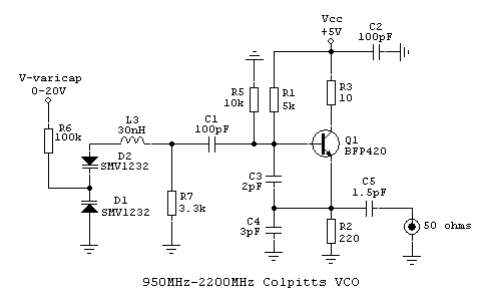 Vcc
+5V
C2
100pF
V-varicap
0-20V
R5
10k
R1
5k
R3
10
L3
30nH
C1
100pF
R6
100k
Q1
BFP420
D2
SMV1232
C3
2pF
C5
1.5pF
D1
SMV1232
R7
3.3k
C4
3pF
R2
220
50 ohms
950MHz-2200MHz Colpitts VCO